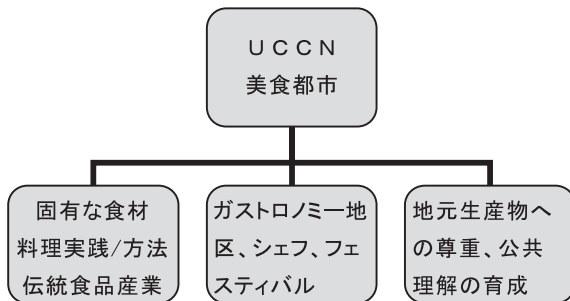 ＵＣＣＮ
美食都市
固有な食材
料理実践/方法
伝統食品産業
ガストロノミー地
区、シェフ、フェ
スティバル
地元生産物へ
の尊重、公共
理解の育成